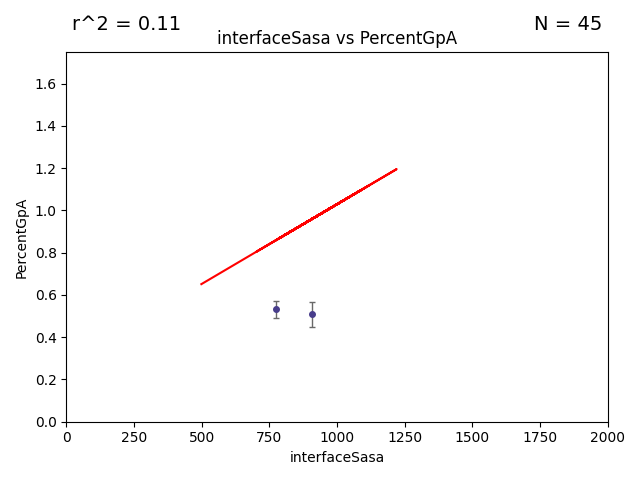 r^2 = 0.11
N = 45
interfaceSasa vs PercentGpA
PercentGpA
1.6
1.4
1.2
1.0
0.8
0.6
0.4
0.2
0.0
0 250 500 750 1000 1250 1500 1750 2000
interfaceSasa